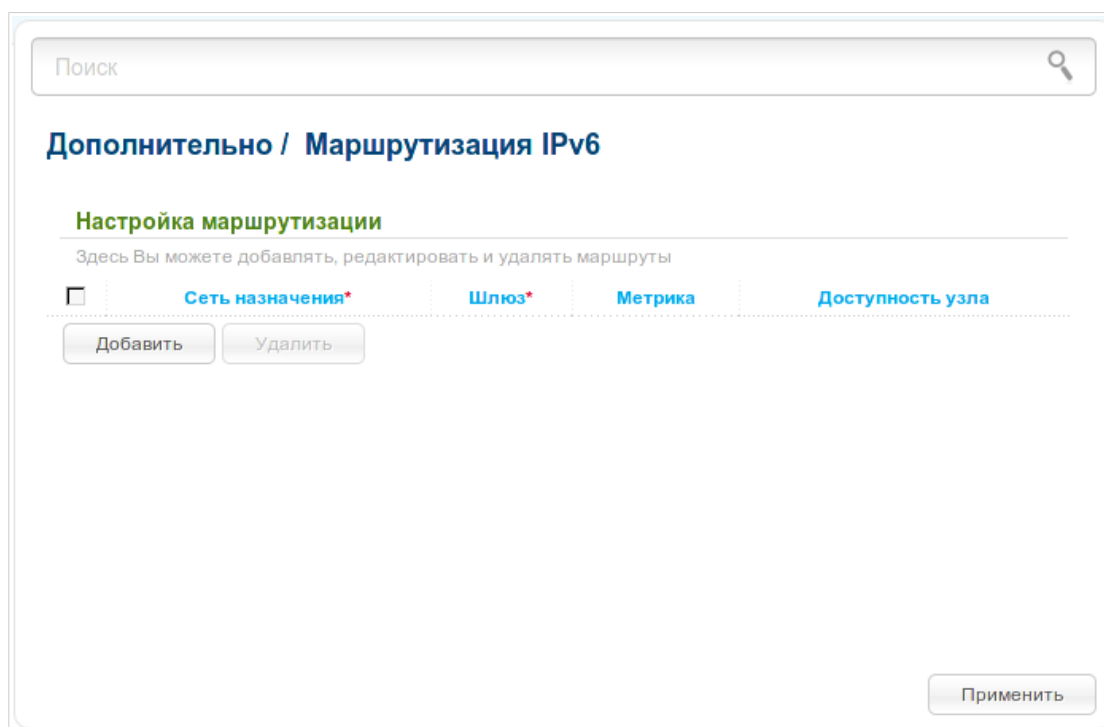 Поиск
Дополнительно / Маршрутизация IPv6
Настройка маршрутизации
Здесь Вы можете добавлять, редактировать и удалять маршруты
Сеть назначения* Шлюз* Метрика Доступность узла
Добавить Удалить
Применить